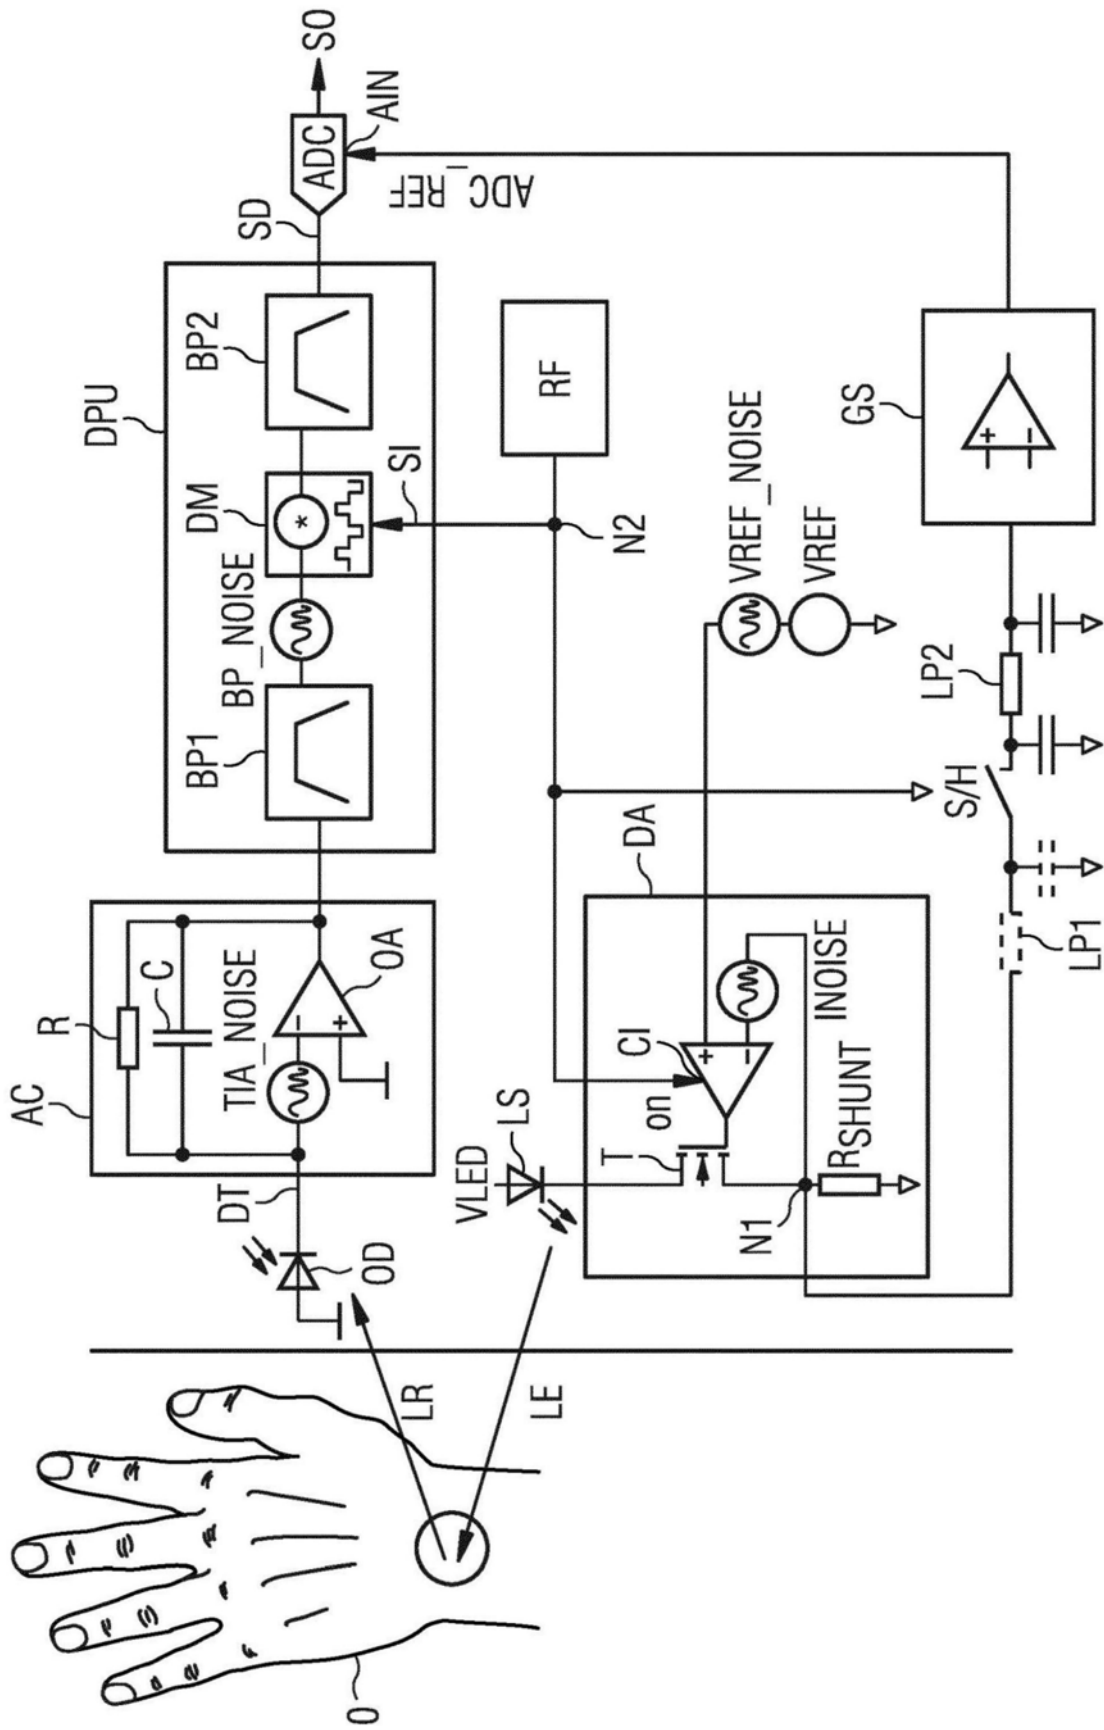 SO
ADC
AIN
ADC_REF
SD
DPU
BP2
DM
*
SI
BP_NOISE
BP1
RF
N2
VREF_NOISE
VREF
GS
+
−
LP2
S/H
LP1
AC
R
C
TIA_NOISE
−
+
OA
DT
OD
DA
INOISE
CI
+
−
on
T
LS
VLED
RSHUNT
N1
LR
LE
O